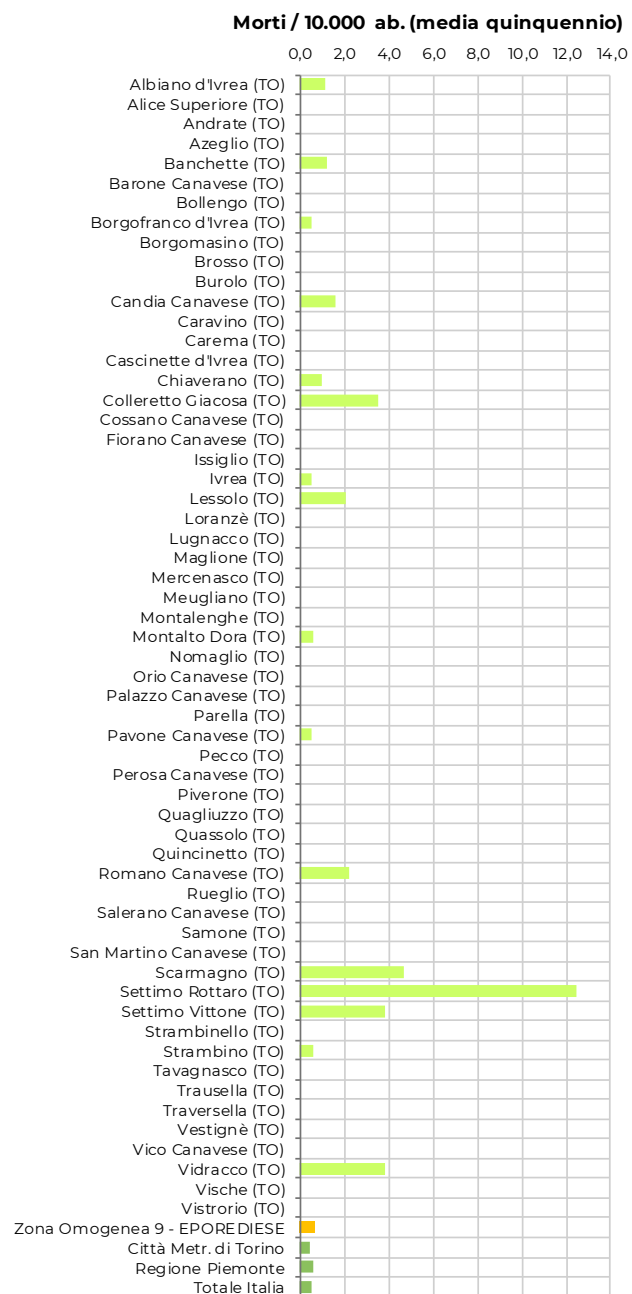 Morti / 10.000 ab. (media quinquennio)
0,0 2,0 4,0 6,0 8,0 10,0 12,0 14,0
Albiano d'Ivrea (TO)
Alice Superiore (TO)
Andrate (TO)
Azeglio (TO)
Banchette (TO)
Barone Canavese (TO)
Bollengo (TO)
Borgofranco d'Ivrea (TO)
Borgomasino (TO)
Brosso (TO)
Burolo (TO)
Candia Canavese (TO)
Caravino (TO)
Carema (TO)
Cascinette d'Ivrea (TO)
Chiaverano (TO)
Colleretto Giacosa (TO)
Cossano Canavese (TO)
Fiorano Canavese (TO)
Issiglio (TO)
Ivrea (TO)
Lessolo (TO)
Loranzè (TO)
Lugnacco (TO)
Maglione (TO)
Mercenasco (TO)
Meugliano (TO)
Montalenghe (TO)
Montalto Dora (TO)
Nomaglio (TO)
Orio Canavese (TO)
Palazzo Canavese (TO)
Parella (TO)
Pavone Canavese (TO)
Pecco (TO)
Perosa Canavese (TO)
Piverone (TO)
Quagliuzzo (TO)
Quassolo (TO)
Quincinetto (TO)
Romano Canavese (TO)
Rueglio (TO)
Salerano Canavese (TO)
Samone (TO)
San Martino Canavese (TO)
Scarmagno (TO)
Settimo Rottaro (TO)
Settimo Vittone (TO)
Strambinello (TO)
Strambino (TO)
Tavagnasco (TO)
Trausella (TO)
Traversella (TO)
Vestignè (TO)
Vico Canavese (TO)
Vidracco (TO)
Vische (TO)
Vistrorio (TO)
Zona Omogenea 9 - EPOREDIESE
Città Metr. di Torino
Regione Piemonte
Totale Italia